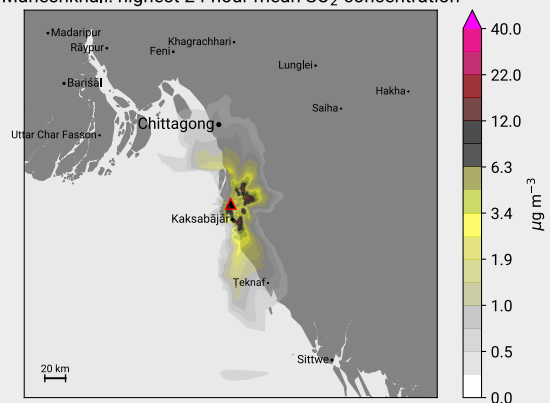 Maheshkhali: highest 24-hour mean SO₂ concentration
Madaripur
Rāypur
Khagrachhari
Feni
Lunglei
Barisāl
Hakha
Saiha
Chittagong
Uttar Char Fasson
Kaksabājār
Teknaf
Sittwe
20 km
40.0
22.0
12.0
6.3
3.4
1.9
1.0
0.5
0.0
μg m⁻³